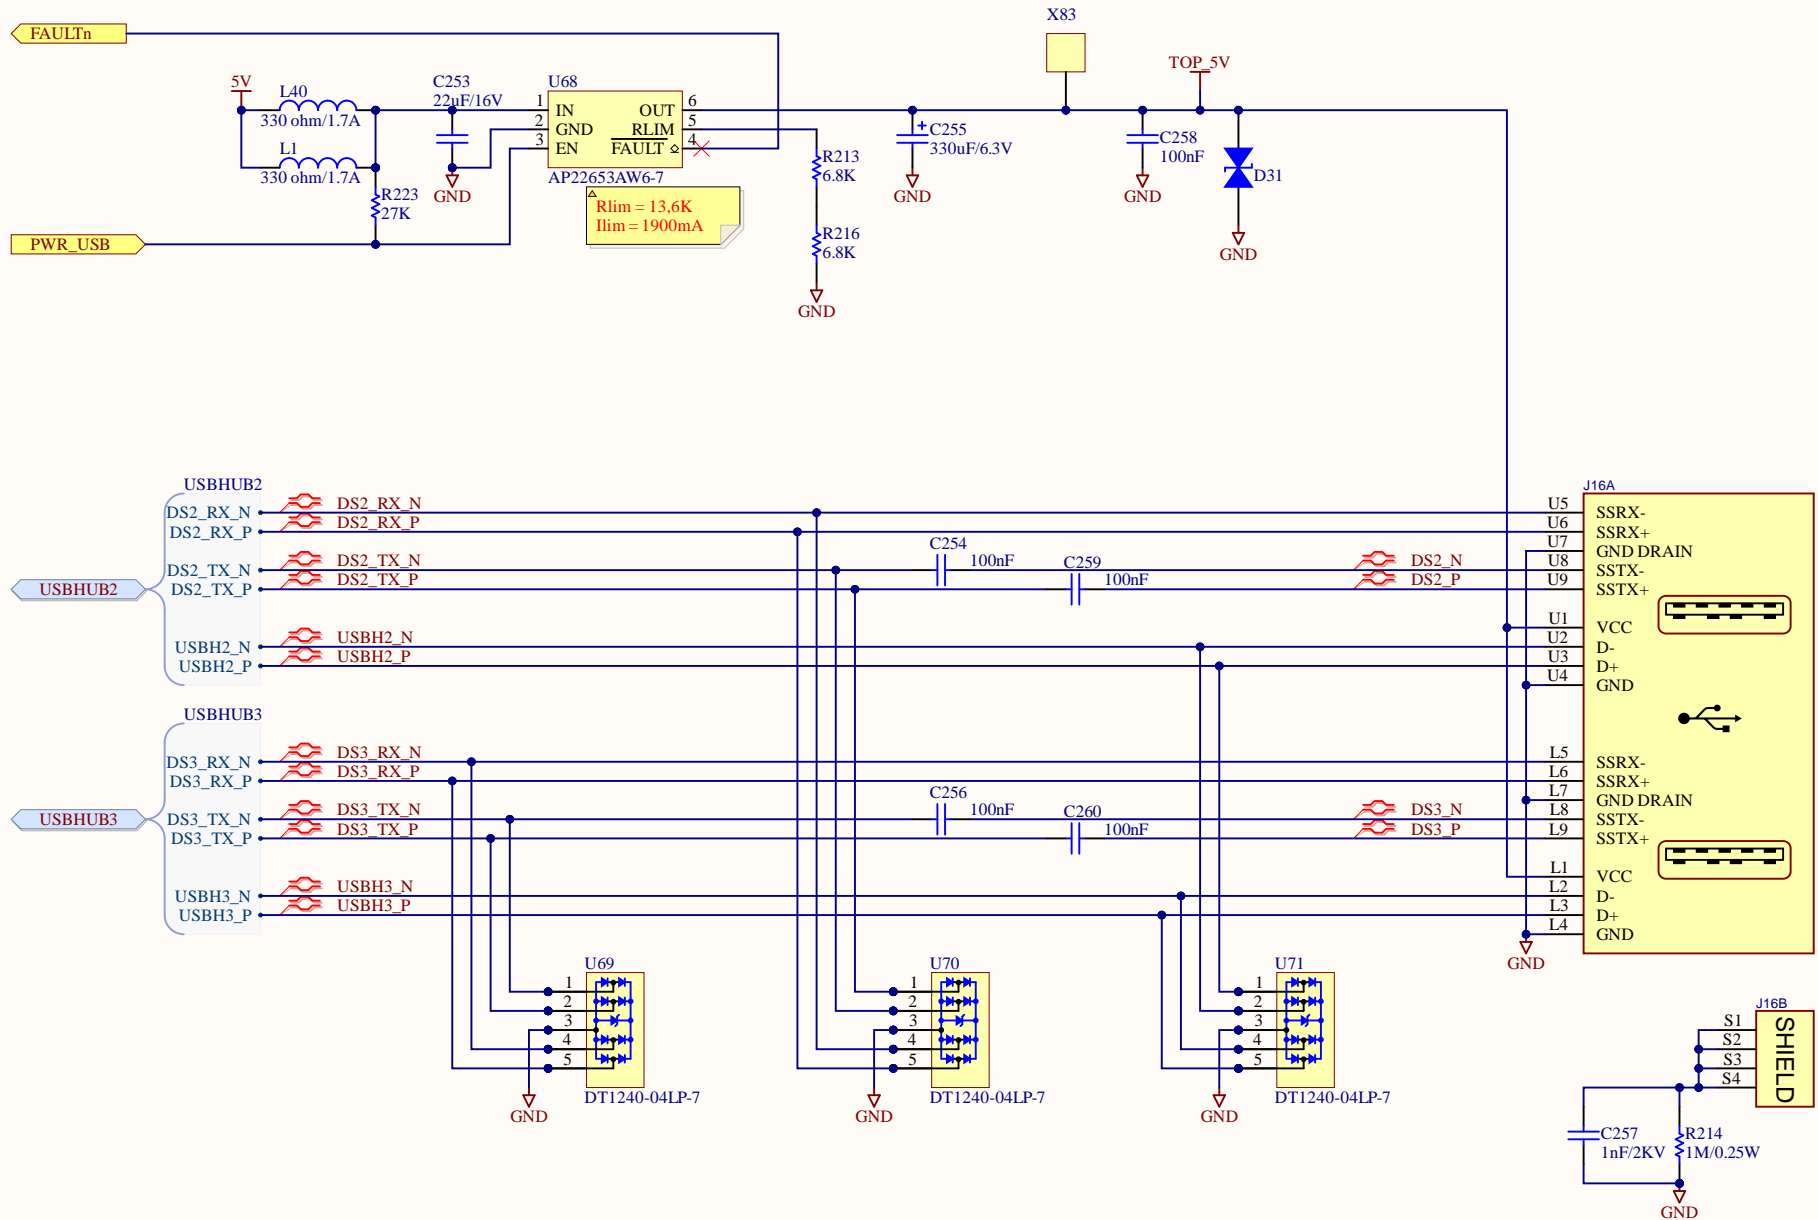 X83
FAULTn
TOP_5V
5V
L40
330 ohm/1.7A
L1
330 ohm/1.7A
C253
22uF/16V
GND
R223
27K
PWR_USB
U68
1 IN OUT 6
2 GND RLIM 5
3 EN FAULT 4
AP22653AW6-7
Rlim = 13,6K
Ilim = 1900mA
R213
6.8K
R216
6.8K
GND
+
C255
330uF/6.3V
GND
C258
100nF
GND
D31
GND
USBHUB2
USBHUB2
DS2_RX_N
DS2_RX_P
DS2_TX_N
DS2_TX_P
USBH2_N
USBH2_P
DS2_RX_N
DS2_RX_P
DS2_TX_N
DS2_TX_P
USBH2_N
USBH2_P
C254
100nF
C259
100nF
DS2_N
DS2_P
USBHUB3
USBHUB3
DS3_RX_N
DS3_RX_P
DS3_TX_N
DS3_TX_P
USBH3_N
USBH3_P
DS3_RX_N
DS3_RX_P
DS3_TX_N
DS3_TX_P
USBH3_N
USBH3_P
C256
100nF
C260
100nF
DS3_N
DS3_P
J16A
U5 SSRX-
U6 SSRX+
U7 GND DRAIN
U8 SSTX-
U9 SSTX+
U1 VCC
U2 D-
U3 D+
U4 GND
L5 SSRX-
L6 SSRX+
L7 GND DRAIN
L8 SSTX-
L9 SSTX+
L1 VCC
L2 D-
L3 D+
L4 GND
GND
U69
1
2
3
4
5
DT1240-04LP-7
GND
U70
1
2
3
4
5
DT1240-04LP-7
GND
U71
1
2
3
4
5
DT1240-04LP-7
GND
J16B
S1
S2
S3
S4
SHIELD
C257
1nF/2KV
R214
1M/0.25W
GND